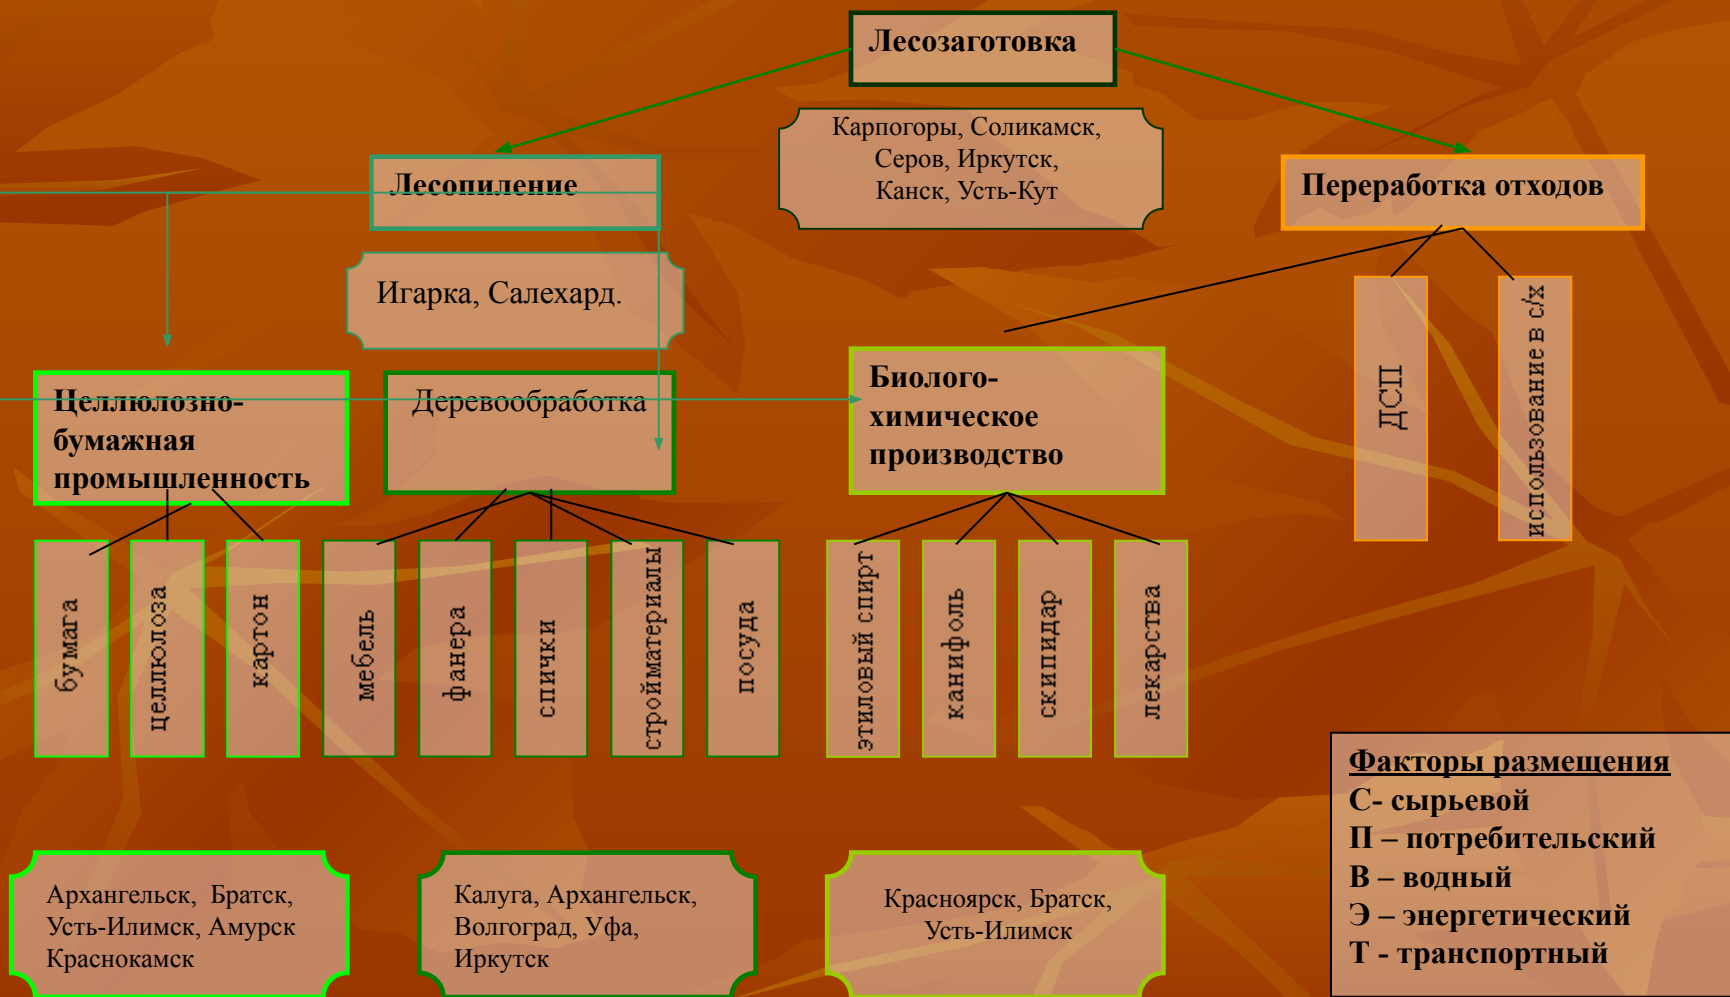 Лесозаготовка
Карпогоры, Соликамск,
Серов, Иркутск,
Канск, Усть-Кут
Лесопиление
Переработка отходов
Игарка, Салехард.
Целлюлозно-
бумажная
промышленность
Деревообработка
Биолого-
химическое
производство
ДСП
использование в с/х
бумага
целлюлоза
картон
мебель
фанера
спички
стройматериалы
посуда
этиловый спирт
канифоль
скипидар
лекарства
Архангельск, Братск,
Усть-Илимск, Амурск
Краснокамск
Калуга, Архангельск,
Волгоград, Уфа,
Иркутск
Красноярск, Братск,
Усть-Илимск
Факторы размещения
С- сырьевой
П – потребительский
В – водный
Э – энергетический
Т - транспортный